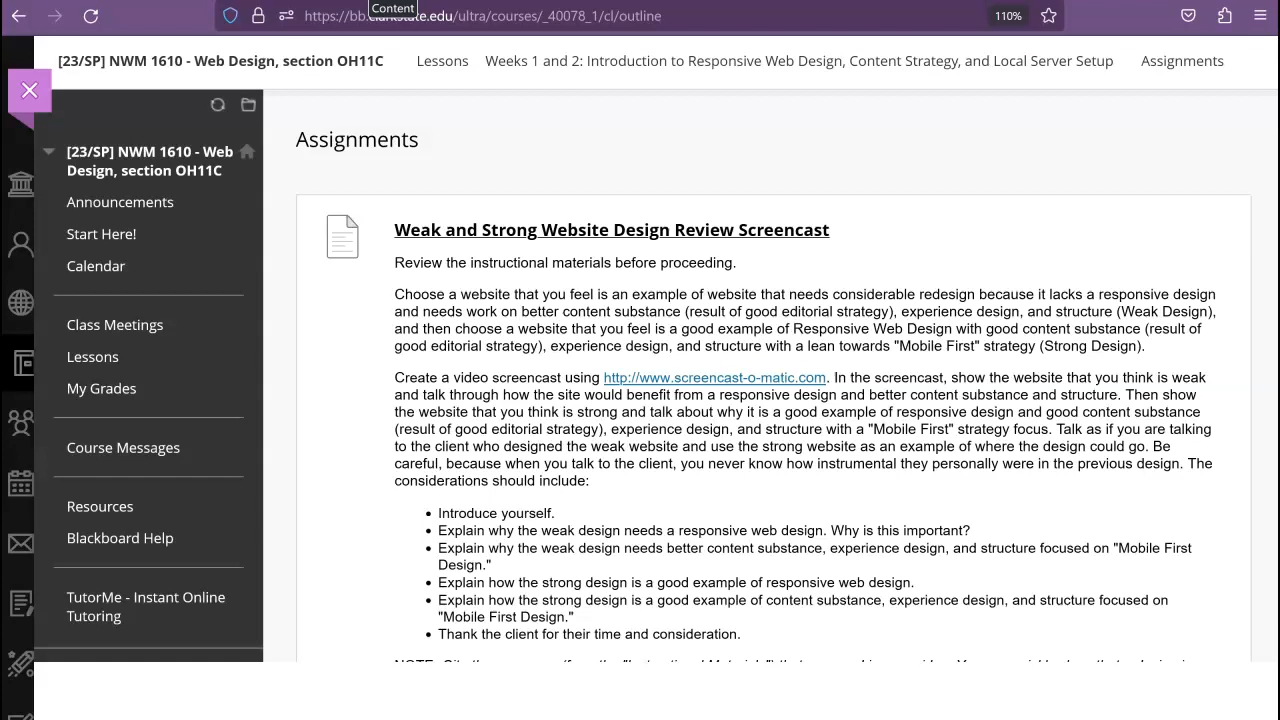 Content
https://bb.clarkstate.edu/ultra/courses/_40078_1/cl/outline
110%
[23/SP] NWM 1610 - Web Design, section OH11C Lessons Weeks 1 and 2: Introduction to Responsive Web Design, Content Strategy, and Local Server Setup Assignments
[23/SP] NWM 1610 - Web
Design, section OH11C
Announcements
Start Here!
Calendar
Class Meetings
Lessons
My Grades
Course Messages
Resources
Blackboard Help
TutorMe - Instant Online
Tutoring
Assignments
Weak and Strong Website Design Review Screencast
Review the instructional materials before proceeding.
Choose a website that you feel is an example of website that needs considerable redesign because it lacks a responsive design
and needs work on better content substance (result of good editorial strategy), experience design, and structure (Weak Design),
and then choose a website that you feel is a good example of Responsive Web Design with good content substance (result of
good editorial strategy), experience design, and structure with a lean towards "Mobile First" strategy (Strong Design).
Create a video screencast using http://www.screencast-o-matic.com. In the screencast, show the website that you think is weak
and talk through how the site would benefit from a responsive design and better content substance and structure. Then show
the website that you think is strong and talk about why it is a good example of responsive design and good content substance
(result of good editorial strategy), experience design, and structure with a "Mobile First" strategy focus. Talk as if you are talking
to the client who designed the weak website and use the strong website as an example of where the design could go. Be
careful, because when you talk to the client, you never know how instrumental they personally were in the previous design. The
considerations should include:
• Introduce yourself.
• Explain why the weak design needs a responsive web design. Why is this important?
• Explain why the weak design needs better content substance, experience design, and structure focused on "Mobile First
Design."
• Explain how the strong design is a good example of responsive web design.
• Explain how the strong design is a good example of content substance, experience design, and structure focused on
"Mobile First Design."
• Thank the client for their time and consideration.